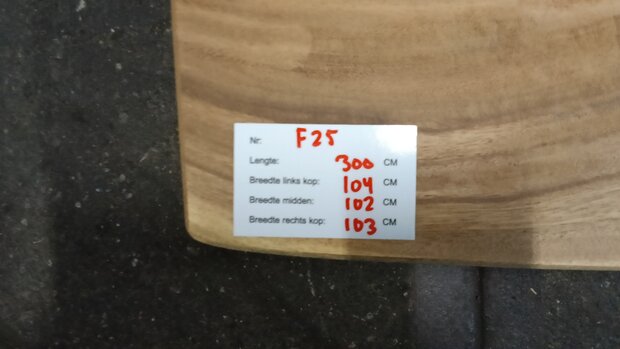 Nr: F25
Lengte: 300 CM
Breedte links kop: 104 CM
Breedte midden: 102 CM
Breedte rechts kop: 103 CM